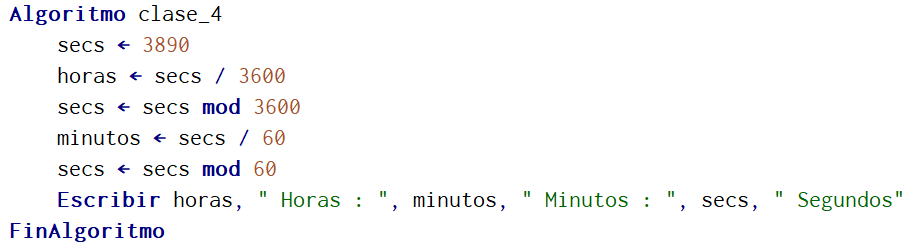 Algoritmo clase_4
secs ← 3890
horas ← secs / 3600
secs ← secs mod 3600
minutos ← secs / 60
secs ← secs mod 60
Escribir horas, " Horas : ", minutos, " Minutos : ", secs, " Segundos"
FinAlgoritmo